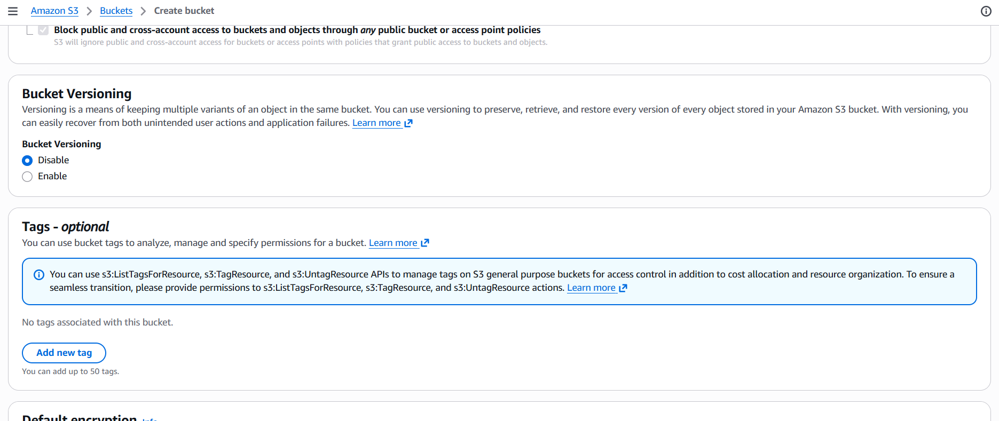 Amazon S3 > Buckets > Create bucket
Block public and cross-account access to buckets and objects through any public bucket or access point policies
S3 will ignore public and cross-account access for buckets or access points with policies that grant public access to buckets and objects.
Bucket Versioning
Versioning is a means of keeping multiple variants of an object in the same bucket. You can use versioning to preserve, retrieve, and restore every version of every object stored in your Amazon S3 bucket. With versioning, you
can easily recover from both unintended user actions and application failures. Learn more
Bucket Versioning
Disable
Enable
Tags - optional
You can use bucket tags to analyze, manage and specify permissions for a bucket. Learn more
You can use s3:ListTagsForResource, s3:TagResource, and s3:UntagResource APIs to manage tags on S3 general purpose buckets for access control in addition to cost allocation and resource organization. To ensure a
seamless transition, please provide permissions to s3:ListTagsForResource, s3:TagResource, and s3:UntagResource actions. Learn more
No tags associated with this bucket.
Add new tag
You can add up to 50 tags.
Default encryption Info